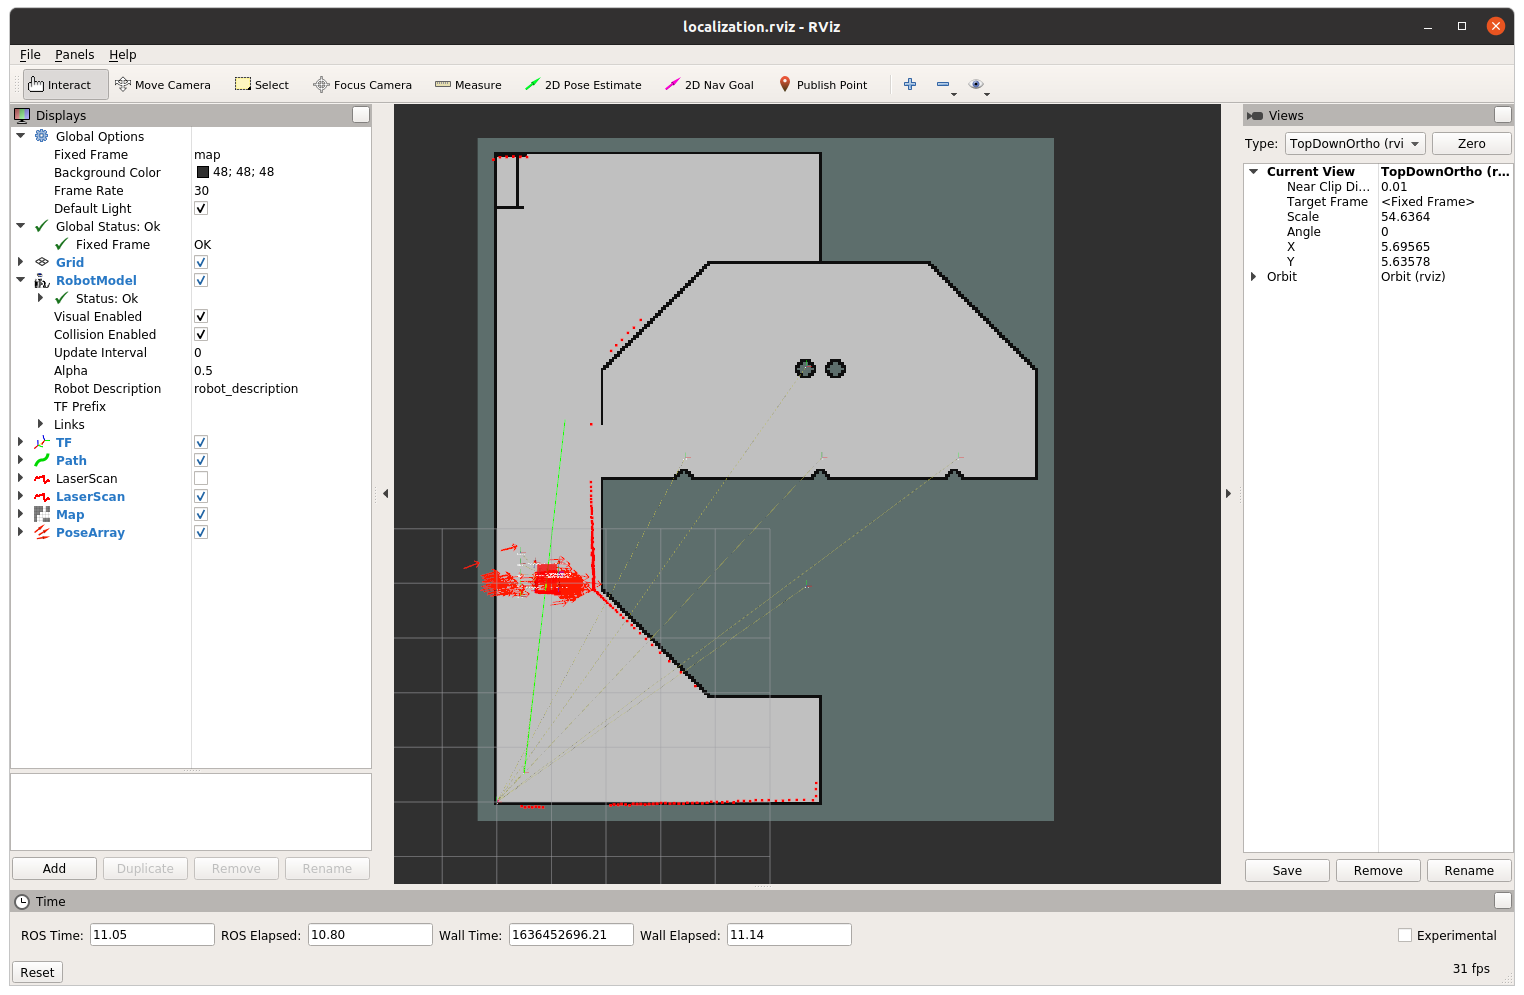 localization.rviz - RViz
File Panels Help
Interact Move Camera Select Focus Camera Measure 2D Pose Estimate 2D Nav Goal Publish Point
Displays
Global Options
Fixed Frame map
Background Color 48; 48; 48
Frame Rate 30
Default Light
Global Status: Ok
Fixed Frame OK
Grid
RobotModel
Status: Ok
Visual Enabled
Collision Enabled
Update Interval 0
Alpha 0.5
Robot Description robot_description
TF Prefix
Links
TF
Path
LaserScan
LaserScan
Map
PoseArray
Add Duplicate Remove Rename
Views
Type: TopDownOrtho (rvi Zero
Current View TopDownOrtho (r...
Near Clip Di... 0.01
Target Frame <Fixed Frame>
Scale 54.6364
Angle 0
X 5.69565
Y 5.63578
Orbit Orbit (rviz)
Save Remove Rename
Time
ROS Time: 11.05 ROS Elapsed: 10.80 Wall Time: 1636452696.21 Wall Elapsed: 11.14 Experimental
Reset 31 fps